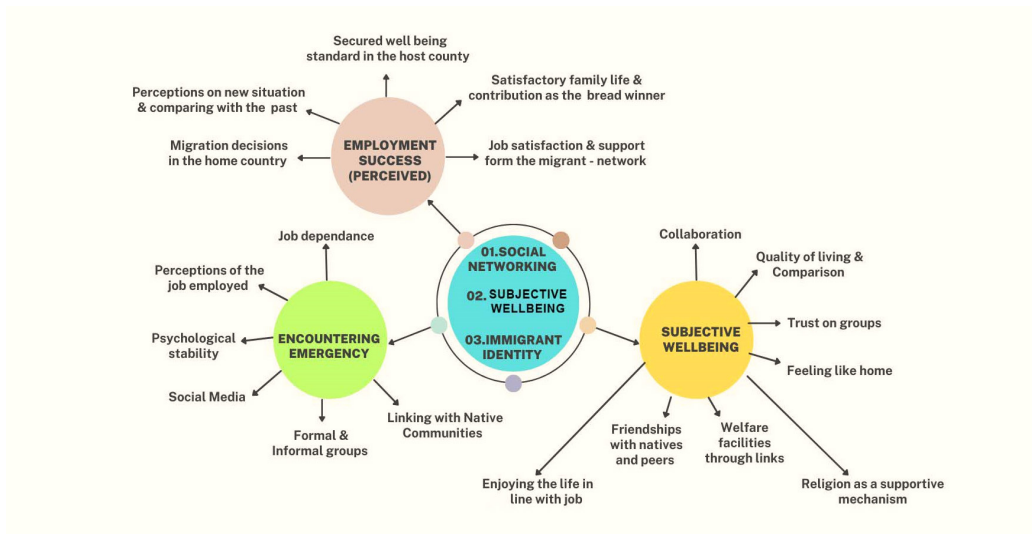 Secured well being
standard in the host county
Perceptions on new situation
& comparing with the past
Satisfactory family life &
contribution as the bread winner
Migration decisions
in the home country
EMPLOYMENT
SUCCESS
(PERCEIVED)
Job satisfaction & support
form the migrant - network
Job dependance
Perceptions of the
job employed
Psychological
stability
ENCOUNTERING
EMERGENCY
Social Media
Formal &
Informal groups
Linking with Native
Communities
01.SOCIAL
NETWORKING
02. SUBJECTIVE
WELLBEING
03.IMMIGRANT
IDENTITY
Collaboration
Quality of living &
Comparison
SUBJECTIVE
WELLBEING
Trust on groups
Feeling like home
Friendships
with natives
and peers
Welfare
facilities
through links
Enjoying the life in
line with job
Religion as a supportive
mechanism